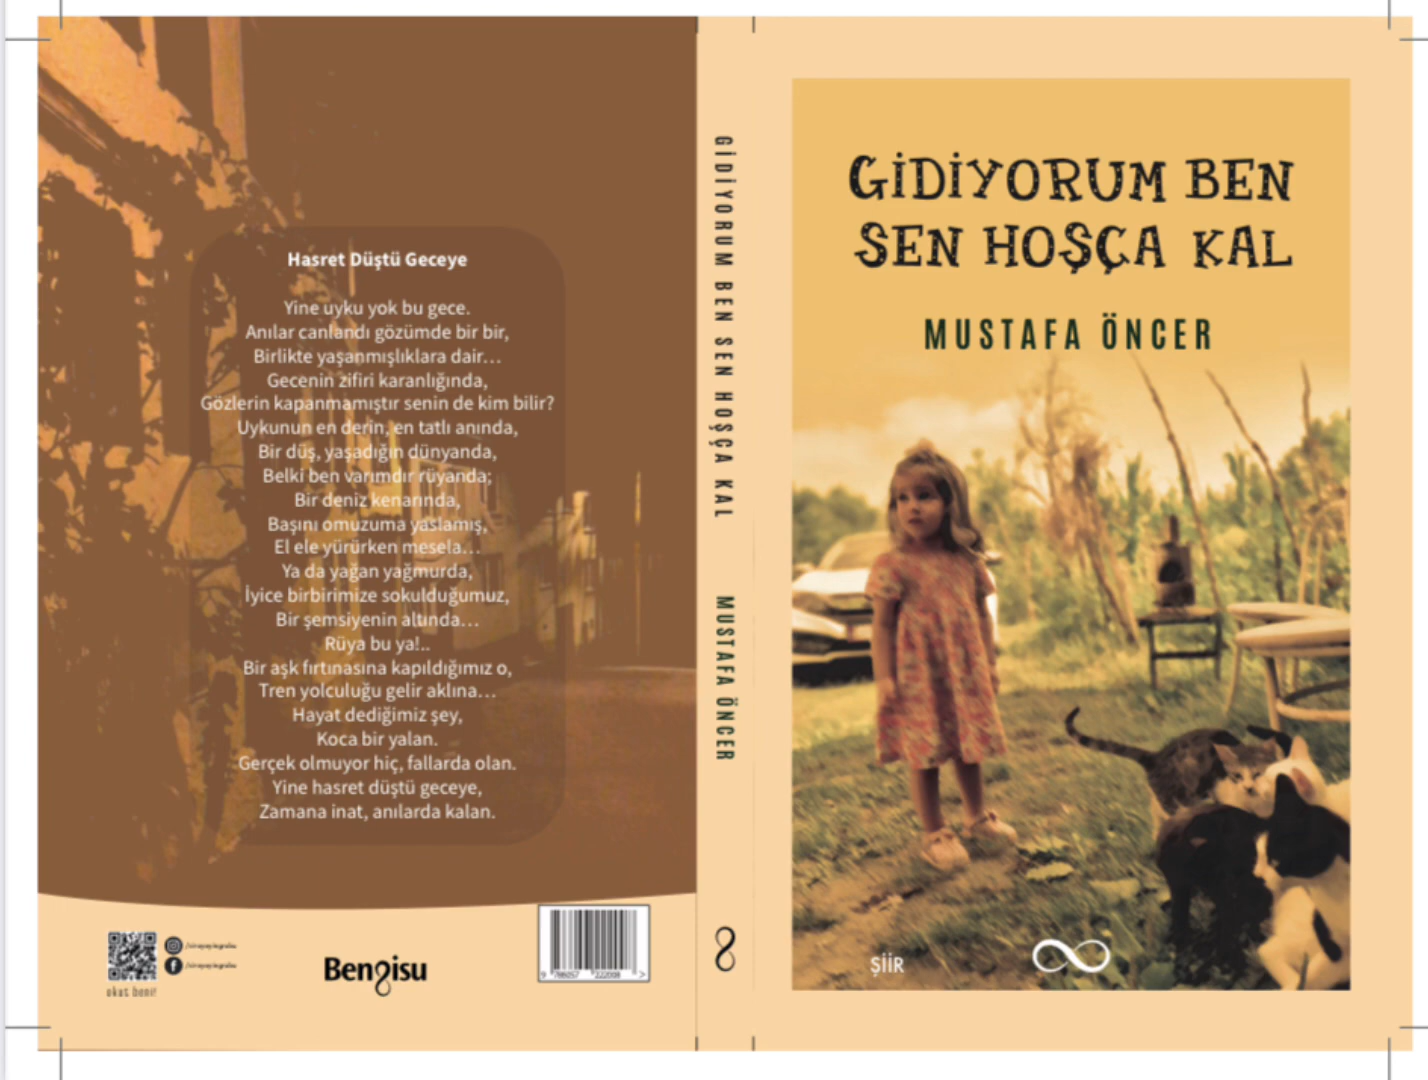 Hasret Düştü Geceye
Yine uyku yok bu gece.
Anılar canlandı gözümde bir bir,
Birlikte yaşanmışlıklara dair…
Gecenin zifiri karanlığında,
Gözlerin kapanmamıştır senin de kim bilir?
Uykunun en derin, en tatlı anında,
Bir düş, yaşadığın dünyanda,
Belki ben varımdır rüyanda;
Bir deniz kenarında,
Başını omuzuma yaslamış,
El ele yürürken mesela…
Ya da yağan yağmurda,
İyice birbirimize sokulduğumuz,
Bir şemsiyenin altında…
Rüya bu ya!..
Bir aşk fırtınasına kapıldığımız o,
Tren yolculuğu gelir aklına…
Hayat dediğimiz şey,
Koca bir yalan.
Gerçek olmuyor hiç, fallarda olan.
Yine hasret düştü geceye,
Zamana inat, anılarda kalan.
okut beni!
Bengisu
GİDİYORUM BEN SEN HOŞÇA KAL
MUSTAFA ÖNCER
GİDİYORUM BEN
SEN HOŞÇA KAL
MUSTAFA ÖNCER
ŞİİR